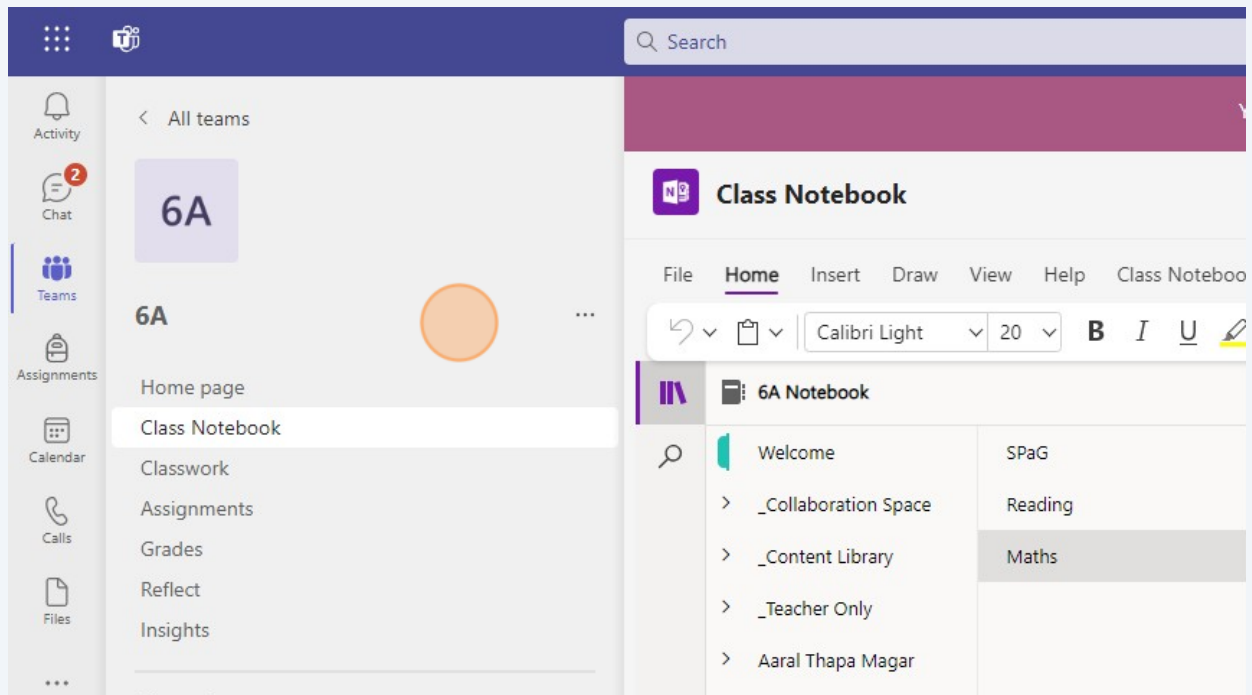 Search
Activity
2
Chat
Teams
Assignments
Calendar
Calls
Files
All teams
6A
6A
Home page
Class Notebook
Classwork
Assignments
Grades
Reflect
Insights
Class Notebook
File Home Insert Draw View Help Class Noteboo
Calibri Light 20 B I U
6A Notebook
Welcome
_Collaboration Space
_Content Library
_Teacher Only
Aaral Thapa Magar
SPaG
Reading
Maths